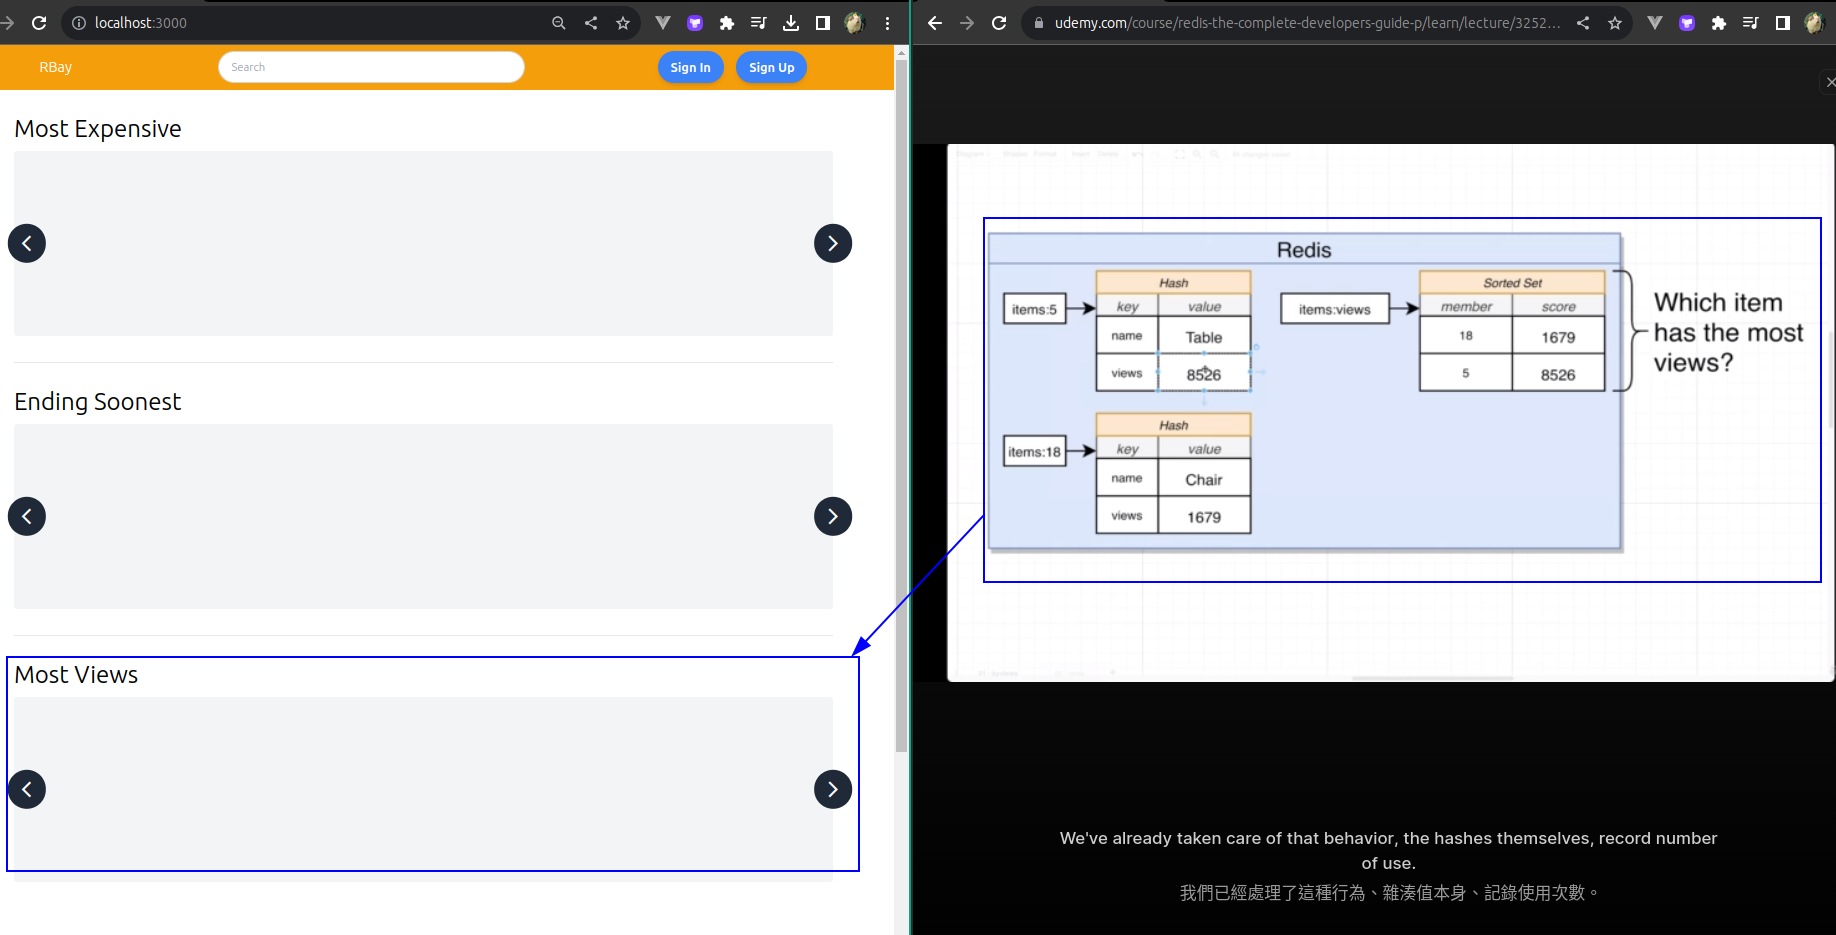 localhost:3000
RBay
Search
Sign In
Sign Up
Most Expensive
Ending Soonest
Most Views
udemy.com/course/redis-the-complete-developers-guide-p/learn/lecture/3252...
Redis
items:5
Hash
key value
name Table
views 8526
items:views
Sorted Set
member score
18 1679
5 8526
Which item
has the most
views?
items:18
Hash
key value
name Chair
views 1679
We've already taken care of that behavior, the hashes themselves, record number
of use.
我們已經處理了這種行為、雜湊值本身、記錄使用次數。